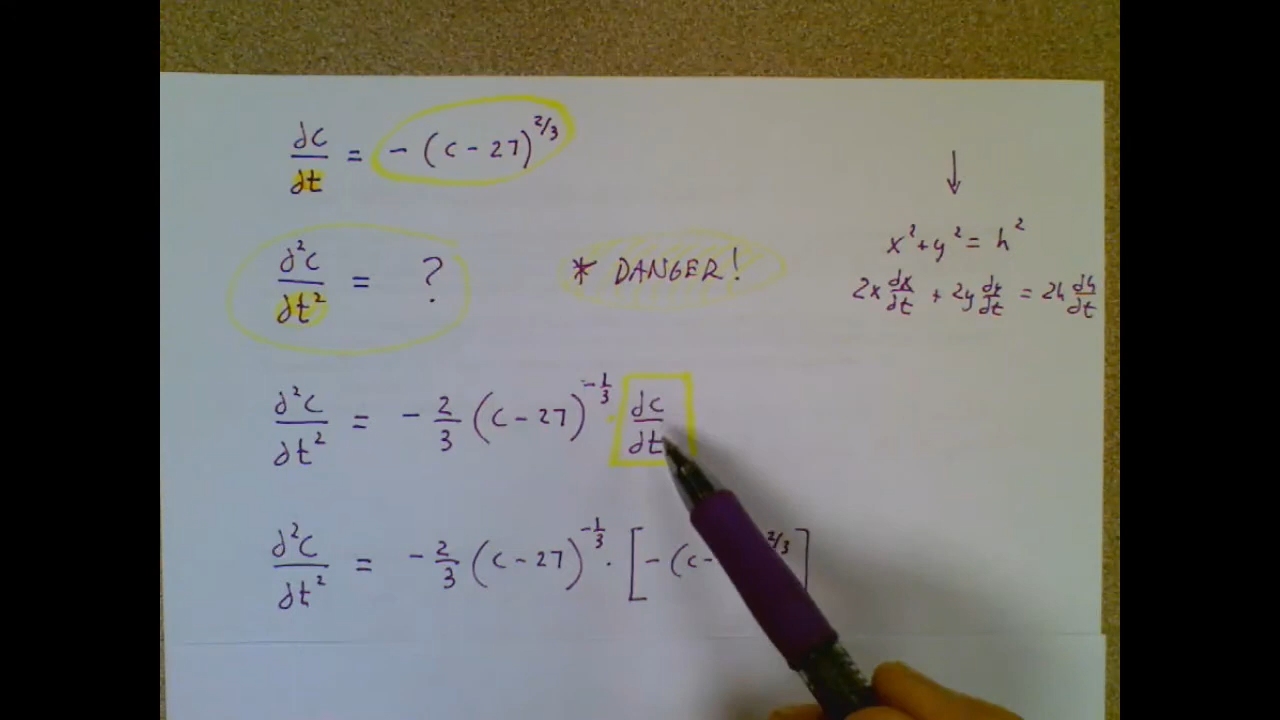 dc/dt = - (c - 27)^2/3
d²c/dt² = ?
* DANGER!
x² + y² = h²
2x dx/dt + 2y dy/dt = 2h dh/dt
d²c/dt² = - 2/3 (c - 27)^-1/3 · dc/dt
d²c/dt² = - 2/3 (c - 27)^-1/3 · [ - (c - 2/3 ]